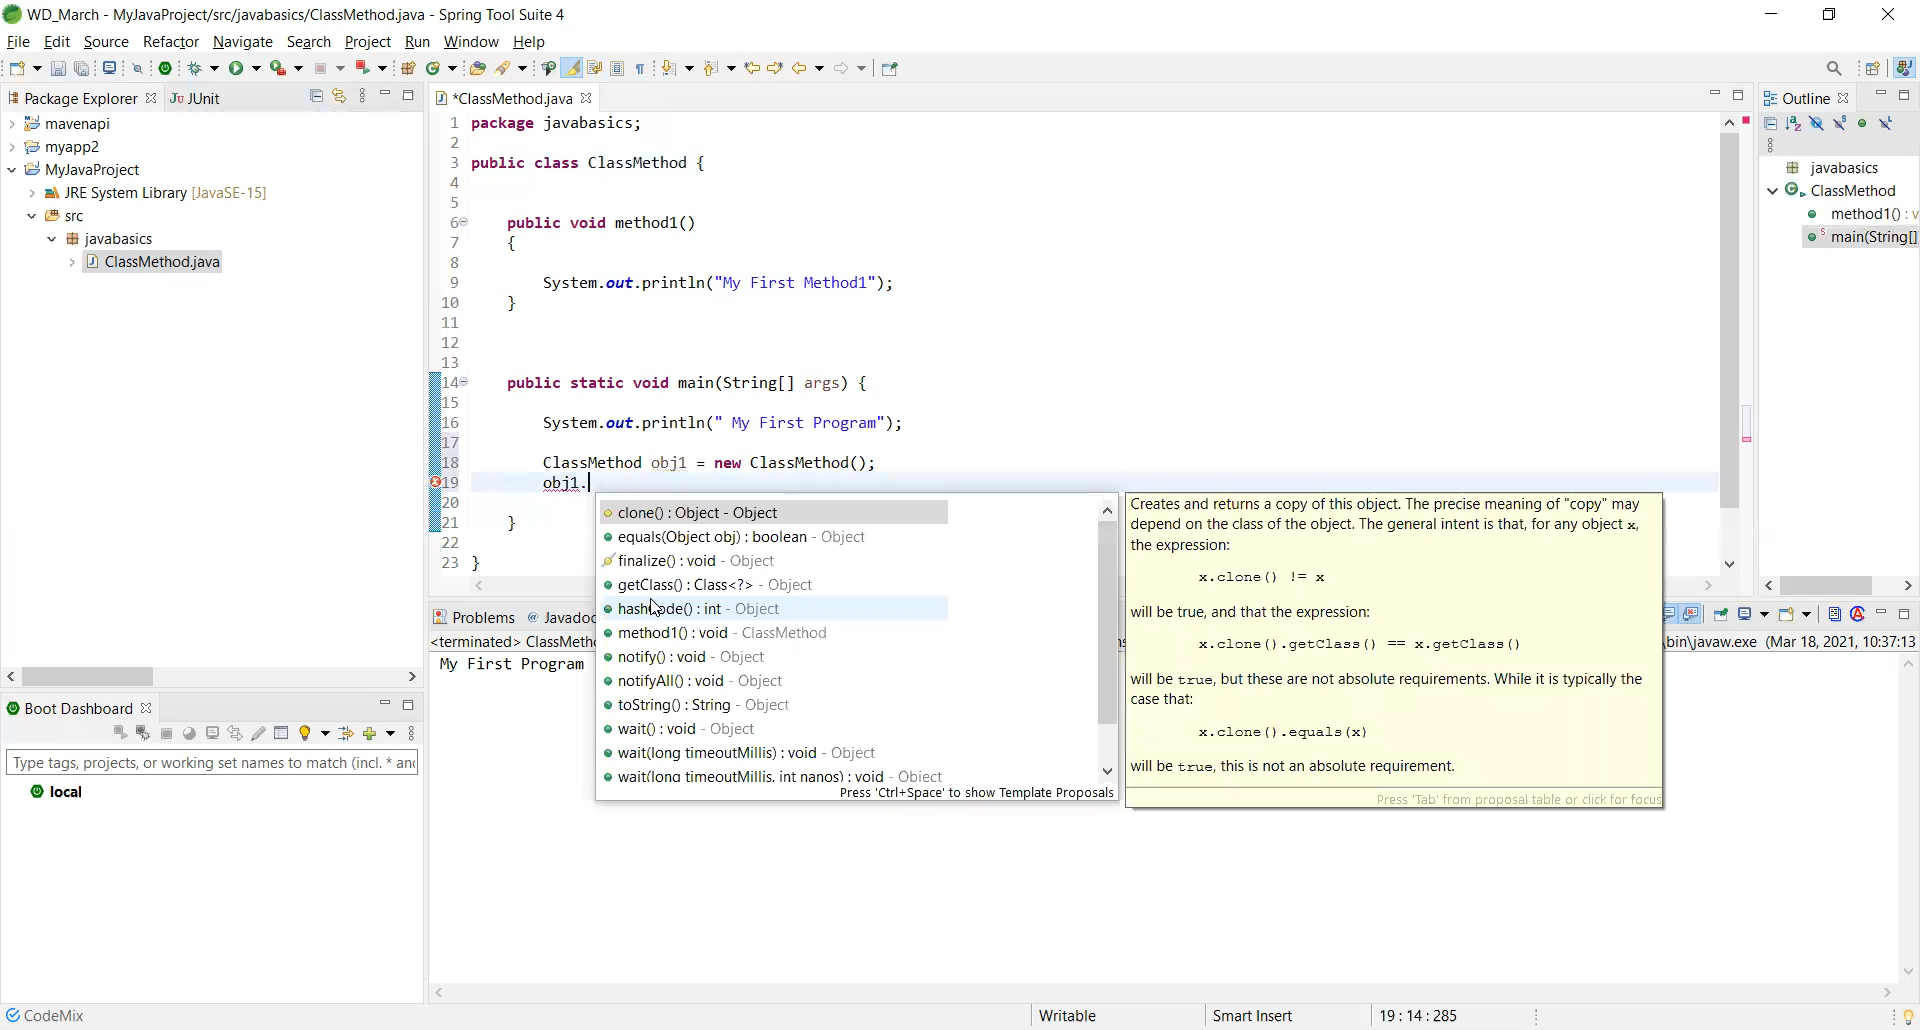 WD_March - MyJavaProject/src/javabasics/ClassMethod.java - Spring Tool Suite 4
File Edit Source Refactor Navigate Search Project Run Window Help
Package Explorer JUnit
mavenapi
myapp2
MyJavaProject
JRE System Library [JavaSE-15]
src
javabasics
ClassMethod.java
*ClassMethod.java
1 package javabasics;
2
3 public class ClassMethod {
4
5
6 public void method1()
7 {
8
9 System.out.println("My First Method1");
10 }
11
12
13
14 public static void main(String[] args) {
15
16 System.out.println(" My First Program");
17
18 ClassMethod obj1 = new ClassMethod();
19 obj1.
20
21 }
22
23 }
clone() : Object - Object
equals(Object obj) : boolean - Object
finalize() : void - Object
getClass() : Class<?> - Object
hashCode() : int - Object
method1() : void - ClassMethod
notify() : void - Object
notifyAll() : void - Object
toString() : String - Object
wait() : void - Object
wait(long timeoutMillis) : void - Object
wait(long timeoutMillis, int nanos) : void - Object
Press 'Ctrl+Space' to show Template Proposals
Creates and returns a copy of this object. The precise meaning of "copy" may
depend on the class of the object. The general intent is that, for any object x,
the expression:
x.clone() != x
will be true, and that the expression:
x.clone().getClass() == x.getClass()
will be true, but these are not absolute requirements. While it is typically the
case that:
x.clone().equals(x)
will be true, this is not an absolute requirement.
Press 'Tab' from proposal table or click for focus
Outline
javabasics
ClassMethod
method1() : v
main(String[]
Problems @ Javadoc
<terminated> ClassMetho
\bin\javaw.exe (Mar 18, 2021, 10:37:13
My First Program
Boot Dashboard
Type tags, projects, or working set names to match (incl. * and
local
CodeMix
Writable
Smart Insert
19 : 14 : 285